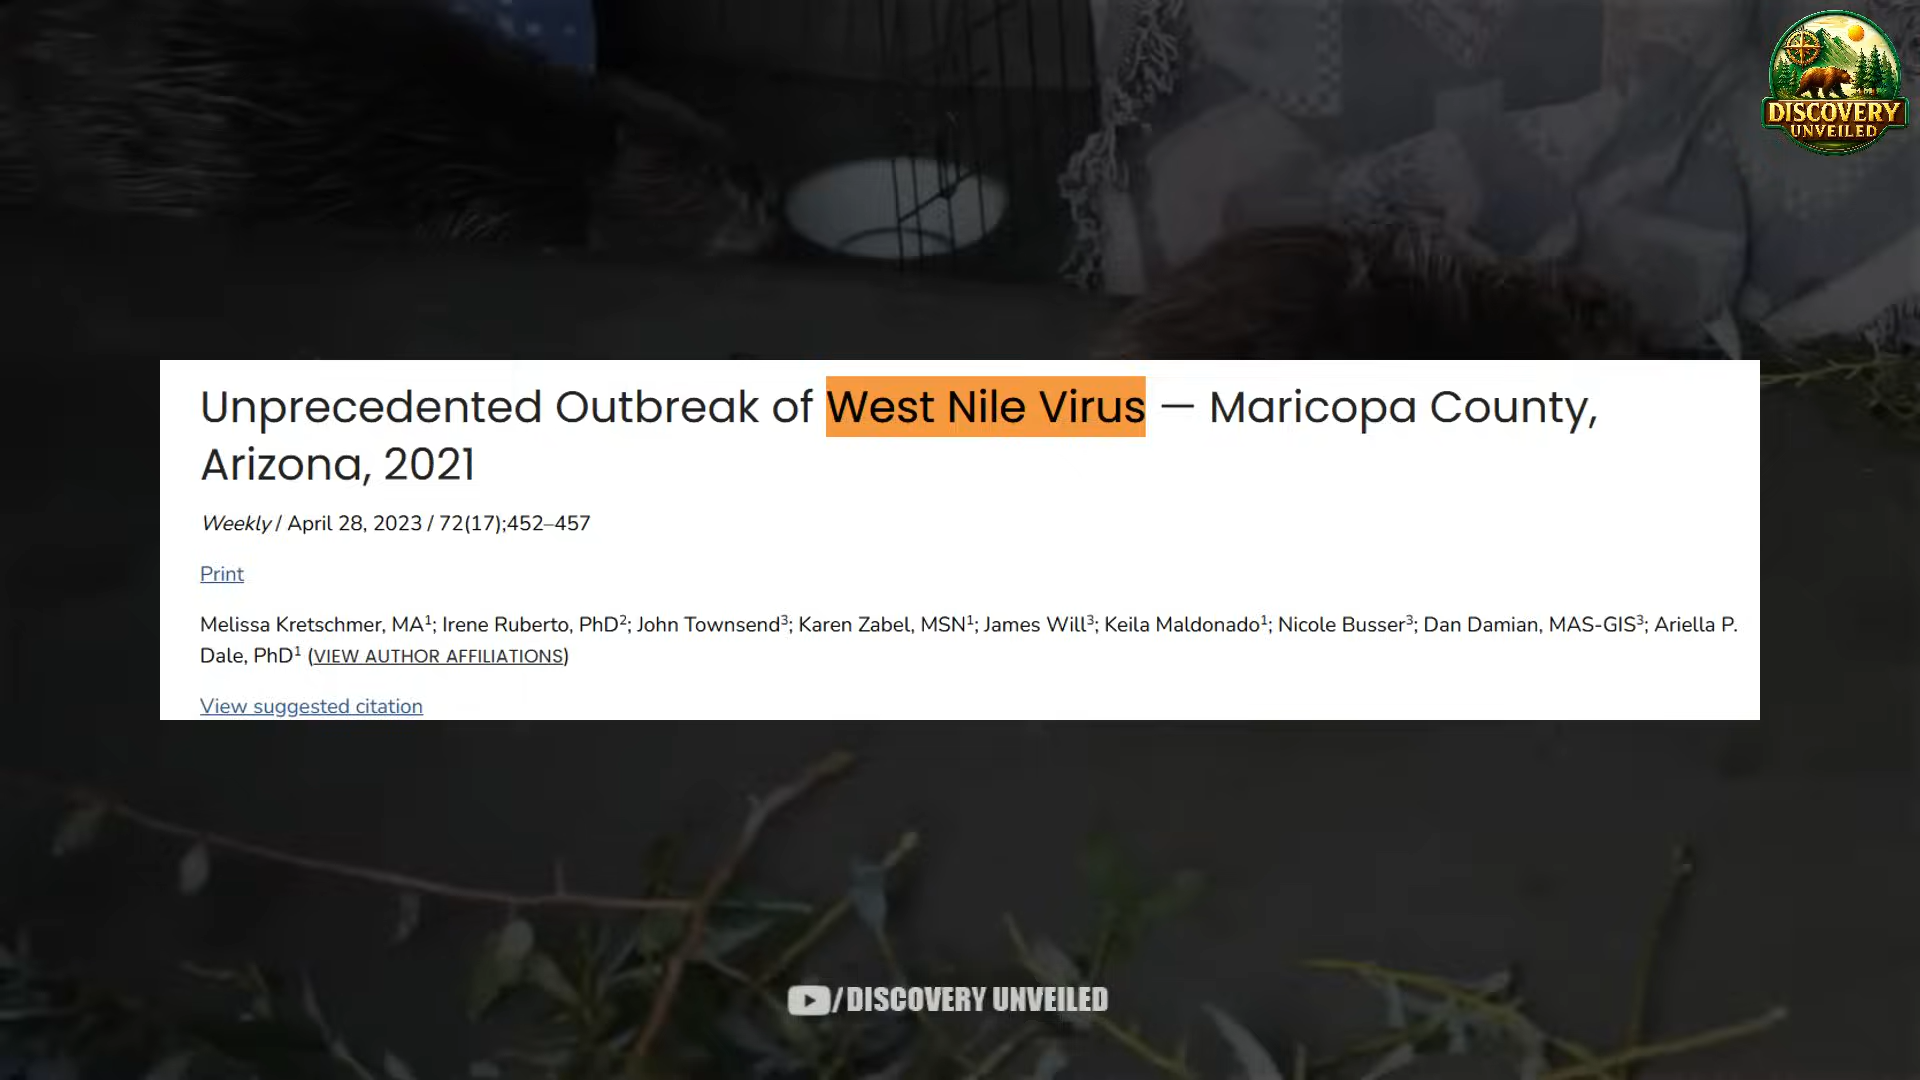 DISCOVERY
UNVEILED
Unprecedented Outbreak of West Nile Virus — Maricopa County,
Arizona, 2021
Weekly / April 28, 2023 / 72(17);452–457
Print
Melissa Kretschmer, MA1; Irene Ruberto, PhD2; John Townsend3; Karen Zabel, MSN1; James Will3; Keila Maldonado1; Nicole Busser3; Dan Damian, MAS-GIS3; Ariella P.
Dale, PhD1 (VIEW AUTHOR AFFILIATIONS)
View suggested citation
/DISCOVERY UNVEILED